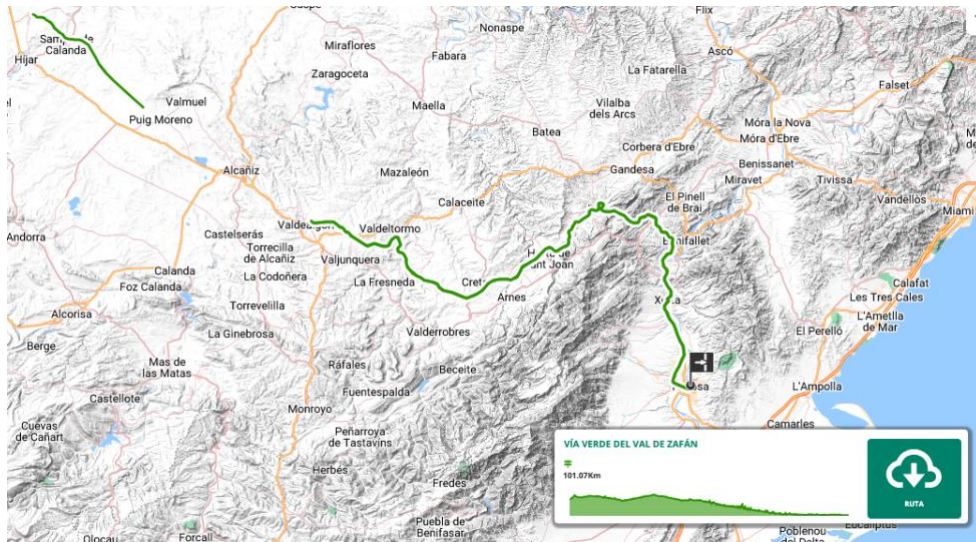 Flix
Nonaspe
Miraflores
Fabara
Ascó
Híjar
Calanda
Zaragoceta
La Fatarella
Falset
Valmuel
Maella
Vilalba
dels Arcs
Puig Moreno
Batea
Móra la Nova
Móra d'Ebre
Corbera d'Ebre
Benissanet
Alcañiz
Mazaleón
Gandesa
Miravet
Tivissa
El Pinell
de Brai
Vandellòs
Calaceite
Miami
Valdeltormo
Andorra
Castelserás
Torrecilla
de Alcañiz
Valjunquera
Calanda
La Codoñera
La Fresneda
Arnes
Calafat
Foz Calanda
Les Tres Cales
Torrevelilla
L'Ametlla
de Mar
Alcorisa
La Ginebrosa
Valderrobres
El Perelló
Berge
Mas de
las Matas
Ráfales
Beceite
Fuentespalda
L'Ampolla
Castellote
Monroyo
Camarles
Cuevas
de Cañart
Peñarroya
de Tastavins
Herbés
Fredes
Puebla de
Benifasar
Olocau
Forcall
VÍA VERDE DEL VAL DE ZAFÁN
101.07Km
RUTA
Poblenou
del Delta